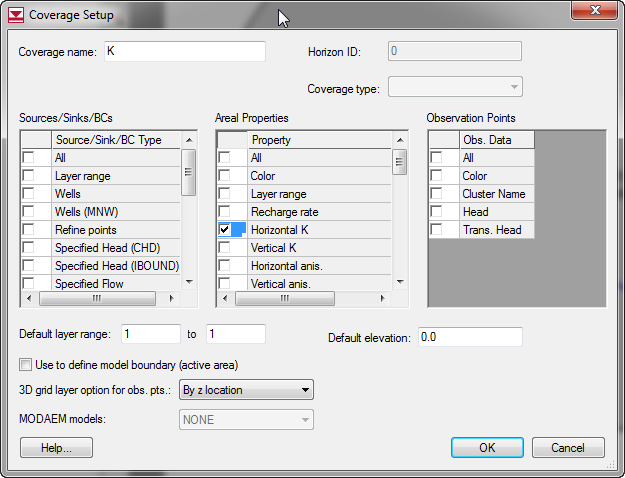 Coverage Setup
Coverage name: K
Horizon ID: 0
Coverage type:
Sources/Sinks/BCs
Source/Sink/BC Type
All
Layer range
Wells
Wells (MNW)
Refine points
Specified Head (CHD)
Specified Head (IBOUND)
Specified Flow
Areal Properties
Property
All
Color
Layer range
Recharge rate
Horizontal K
Vertical K
Horizontal anis.
Vertical anis.
Observation Points
Obs. Data
All
Color
Cluster Name
Head
Trans. Head
Default layer range: 1 to 1
Default elevation: 0.0
Use to define model boundary (active area)
3D grid layer option for obs. pts.: By z location
MODAEM models: NONE
Help... OK Cancel